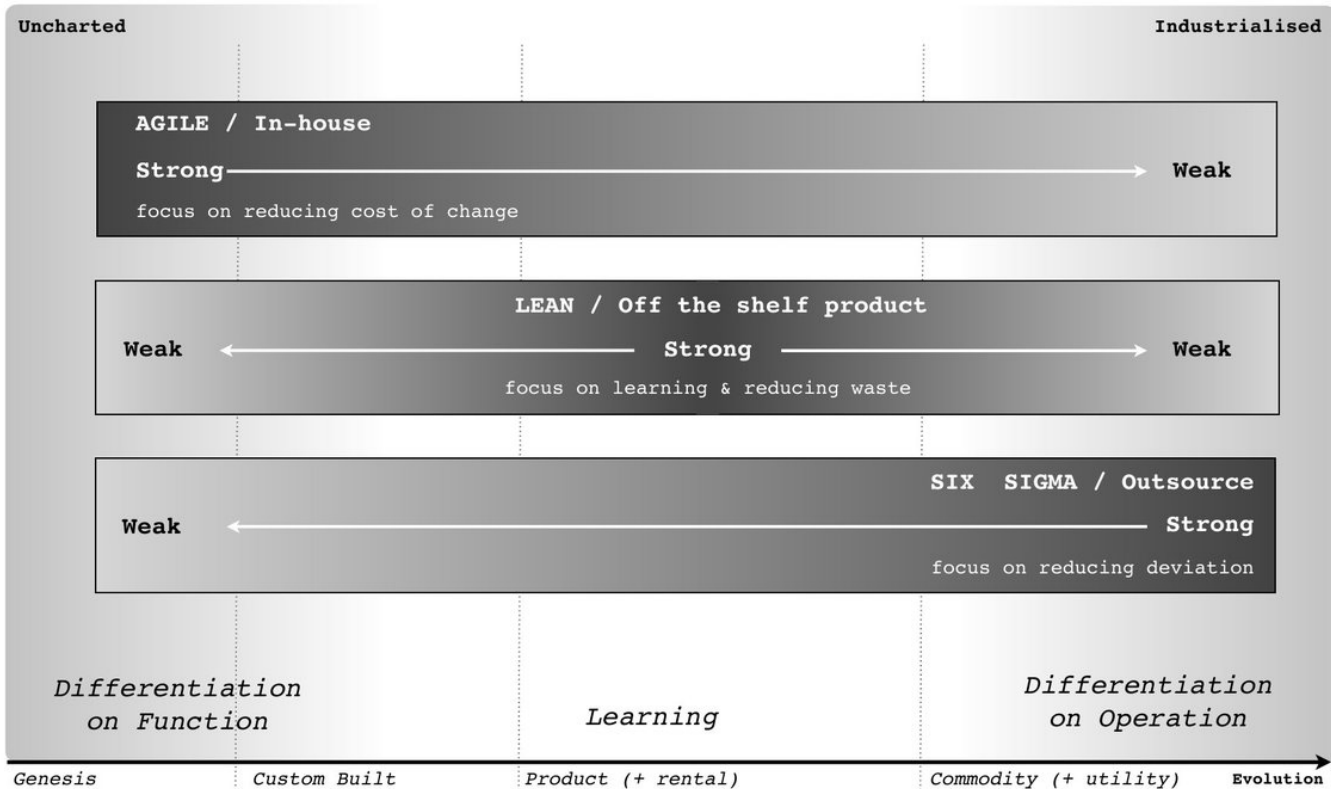 Uncharted
Industrialised
AGILE / In-house
Strong
Weak
focus on reducing cost of change
LEAN / Off the shelf product
Weak
Strong
Weak
focus on learning & reducing waste
SIX SIGMA / Outsource
Weak
Strong
focus on reducing deviation
Differentiation
on Function
Learning
Differentiation
on Operation
Genesis
Custom Built
Product (+ rental)
Commodity (+ utility)
Evolution